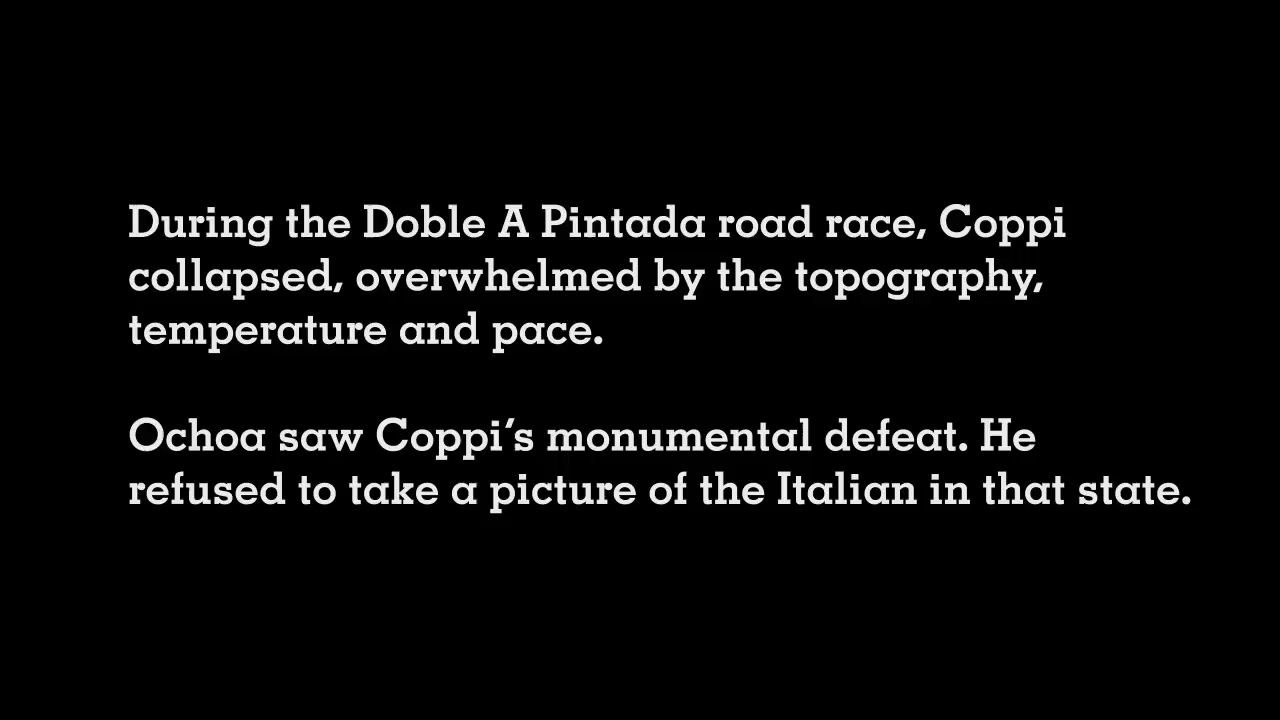 During the Doble A Pintada road race, Coppi
collapsed, overwhelmed by the topography,
temperature and pace.
Ochoa saw Coppi‘s monumental defeat. He
refused to take a picture of the Italian in that state.